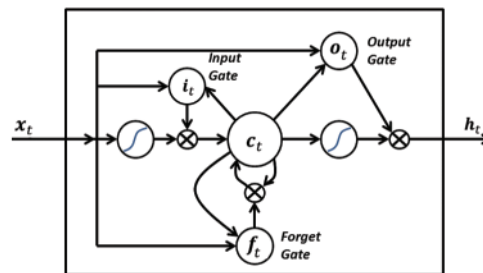 Input
Gate
i_t
o_t
Output
Gate
x_t
c_t
h_t
f_t
Forget
Gate